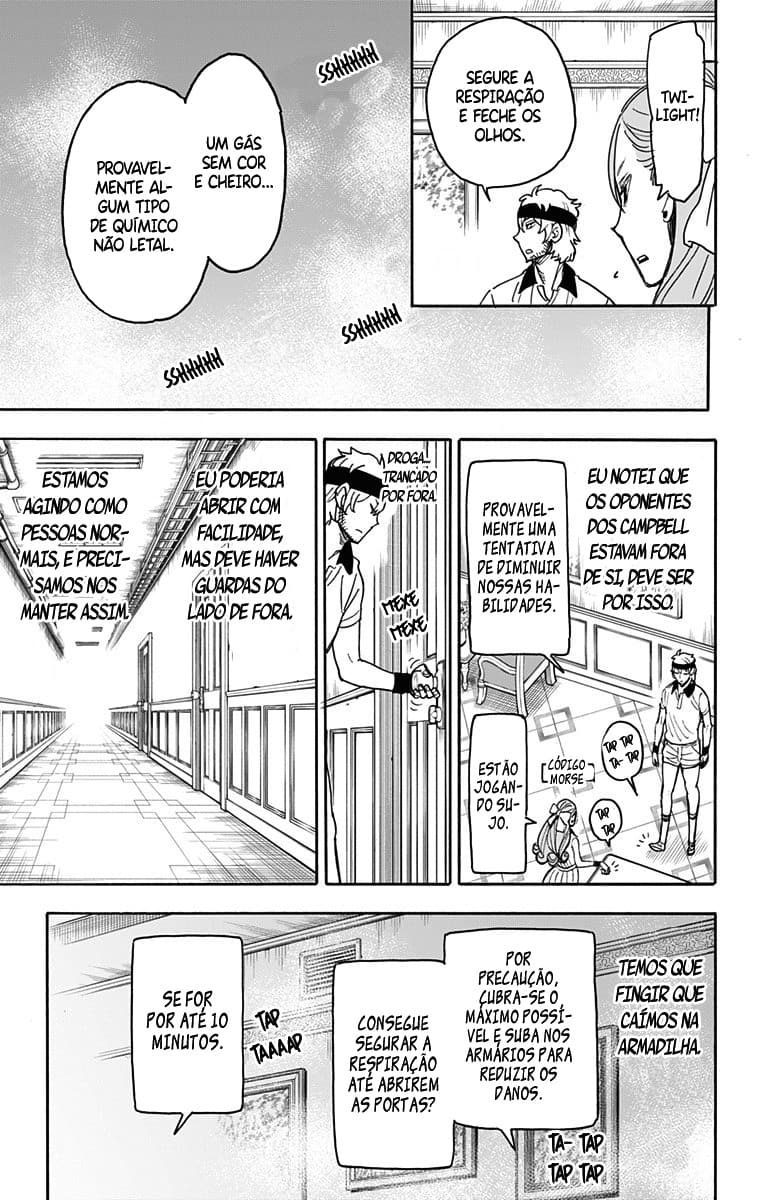 TWI-
LIGHT!
SEGURE A
RESPIRAÇÃO
E FECHE OS
OLHOS.
SSHHHHH
UM GÁS
SEM COR
E CHEIRO...
PROVAVEL-
MENTE AL-
GUM TIPO
DE QUÍMICO
NÃO LETAL.
SSHHHHH
SSHHHHH
EU NOTEI QUE
OS OPONENTES
DOS CAMPBELL
ESTAVAM FORA
DE SI, DEVE SER
POR ISSO.
PROVAVEL-
MENTE UMA
TENTATIVA
DE DIMINUIR
NOSSAS HA-
BILIDADES.
TAP TAP
TA- TAP
CÓDIGO
MORSE
TAP
TAP
ESTÃO
JOGAN-
DO SU-
JO.
DROGA...
TRANCADO
POR FORA.
MEXE
MEXE
EU PODERIA
ABRIR COM
FACILIDADE,
MAS DEVE HAVER
GUARDAS DO
LADO DE FORA.
ESTAMOS
AGINDO COMO
PESSOAS NOR-
MAIS, E PRECI-
SAMOS NOS
MANTER ASSIM.
TEMOS QUE
FINGIR QUE
CAÍMOS NA
ARMADILHA.
POR
PRECAUÇÃO,
CUBRA-SE O
MÁXIMO POSSÍ-
VEL E SUBA NOS
ARMÁRIOS PARA
REDUZIR OS
DANOS.
TA- TAP
TAP TAP
CONSEGUE
SEGURAR A
RESPIRAÇÃO
ATÉ ABRIREM
AS PORTAS?
TAP
TAAAAP
SE FOR
POR ATÉ 10
MINUTOS.